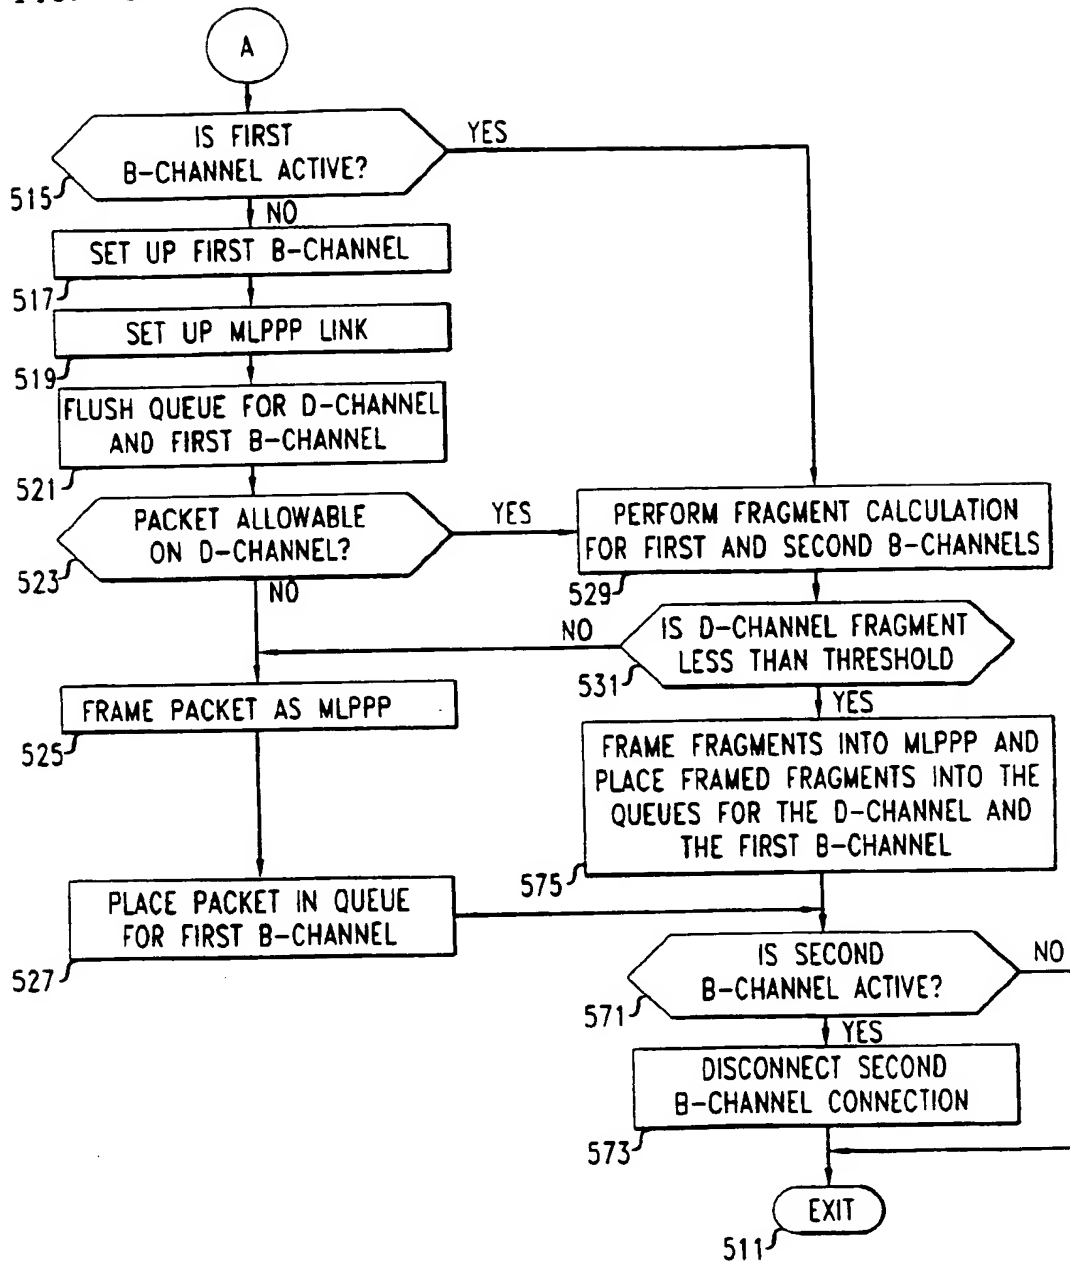 A
IS FIRST
B-CHANNEL ACTIVE?
YES
515
NO
SET UP FIRST B-CHANNEL
517
SET UP MLPPP LINK
519
FLUSH QUEUE FOR D-CHANNEL
AND FIRST B-CHANNEL
521
PACKET ALLOWABLE
ON D-CHANNEL?
YES
523
NO
PERFORM FRAGMENT CALCULATION
FOR FIRST AND SECOND B-CHANNELS
529
IS D-CHANNEL FRAGMENT
LESS THAN THRESHOLD
NO
531
YES
FRAME PACKET AS MLPPP
525
FRAME FRAGMENTS INTO MLPPP AND
PLACE FRAMED FRAGMENTS INTO THE
QUEUES FOR THE D-CHANNEL AND
THE FIRST B-CHANNEL
575
PLACE PACKET IN QUEUE
FOR FIRST B-CHANNEL
527
IS SECOND
B-CHANNEL ACTIVE?
NO
571
YES
DISCONNECT SECOND
B-CHANNEL CONNECTION
573
EXIT
511